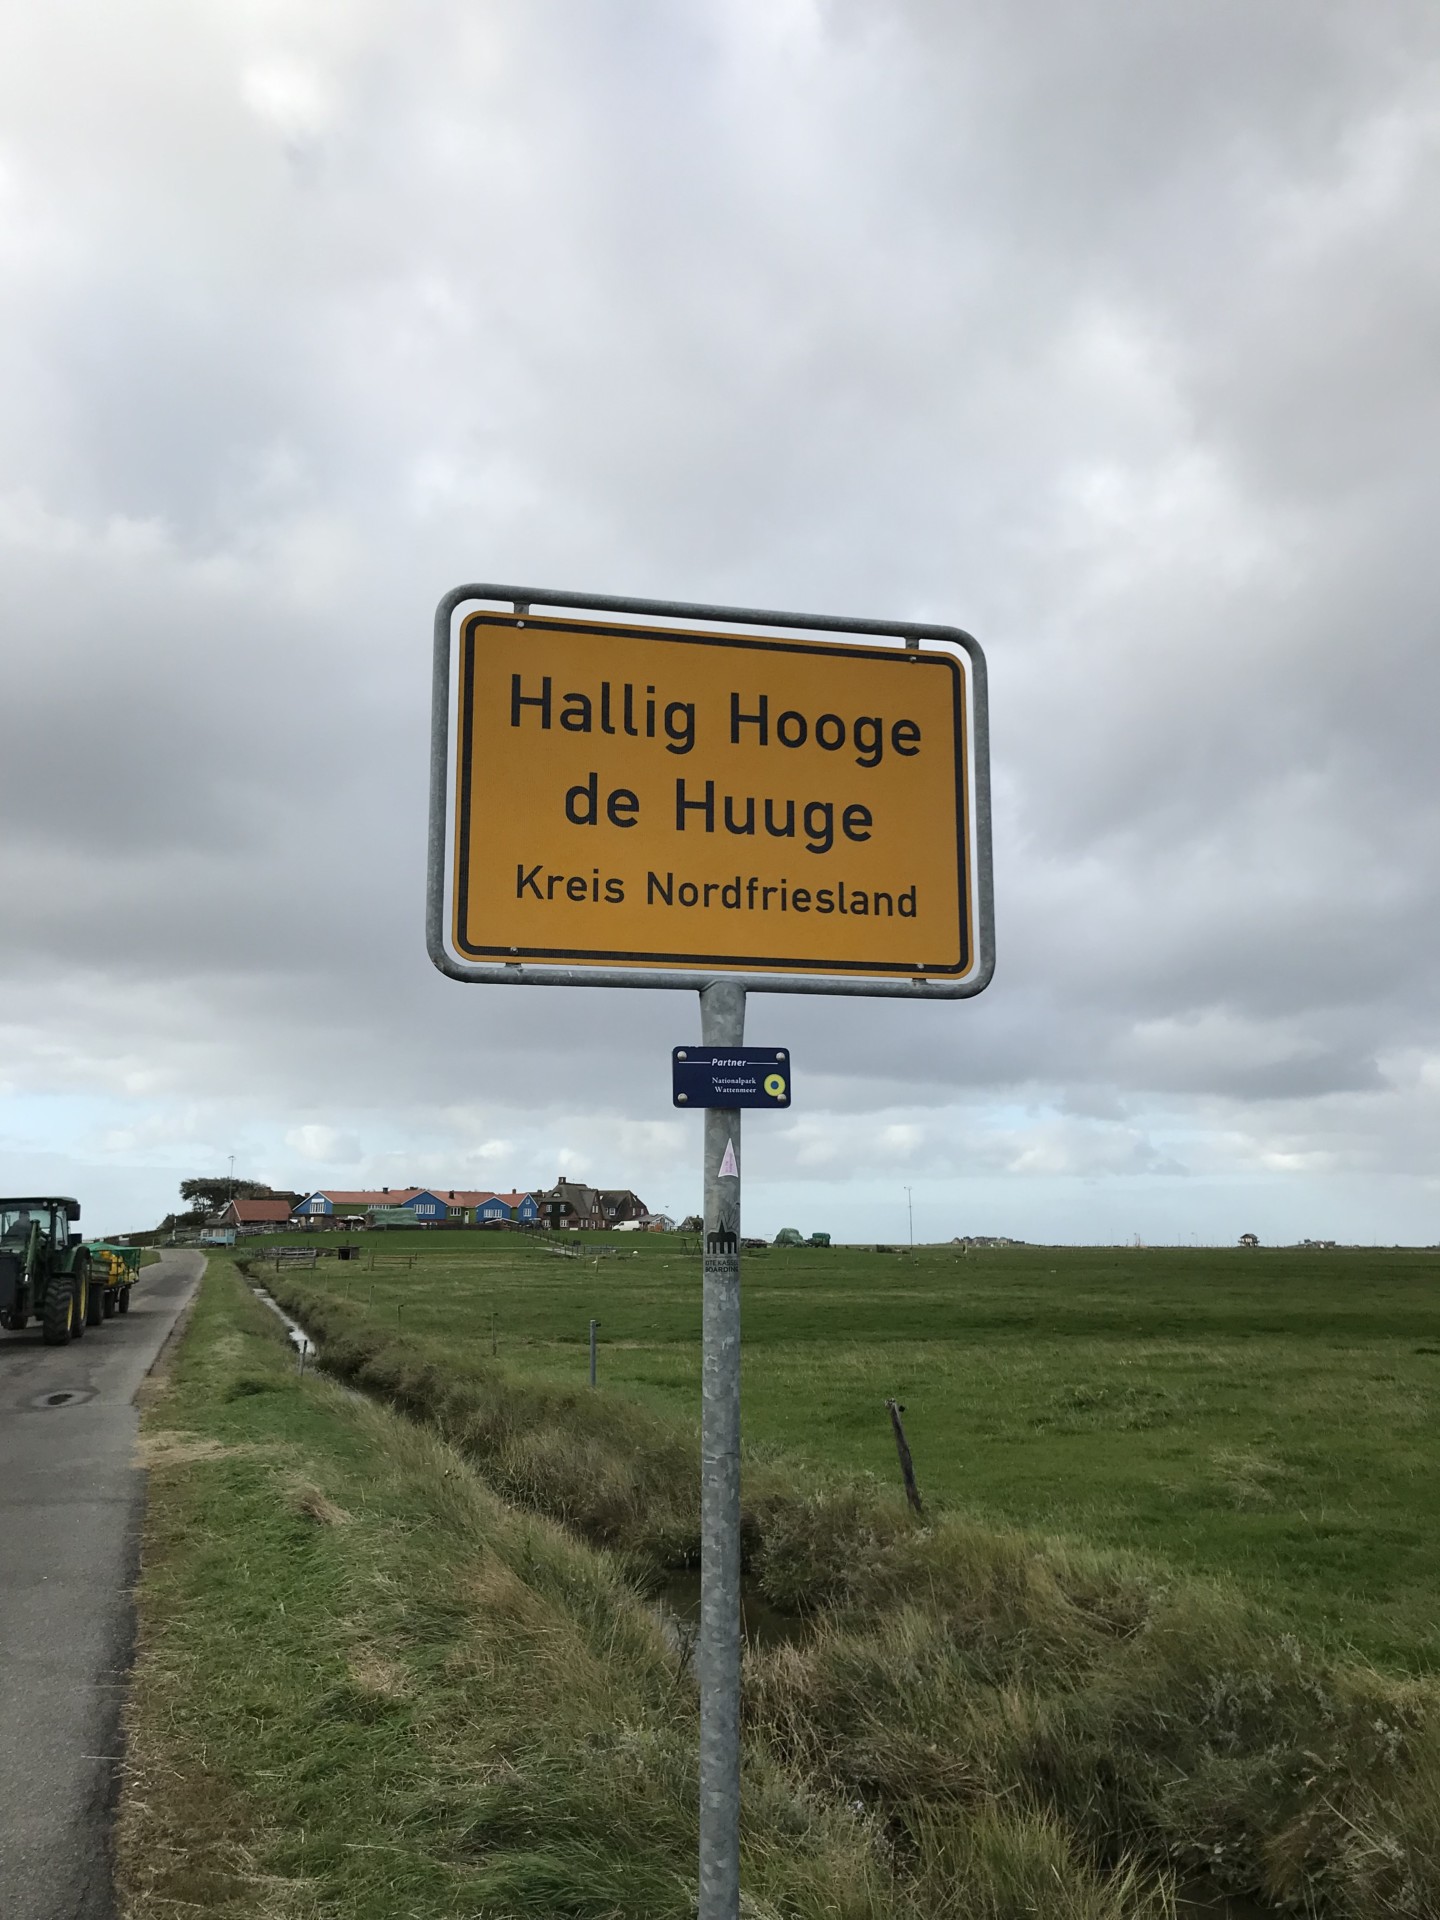 Hallig Hooge
de Huuge
Kreis Nordfriesland
Partner
Nationalpark
Wattenmeer